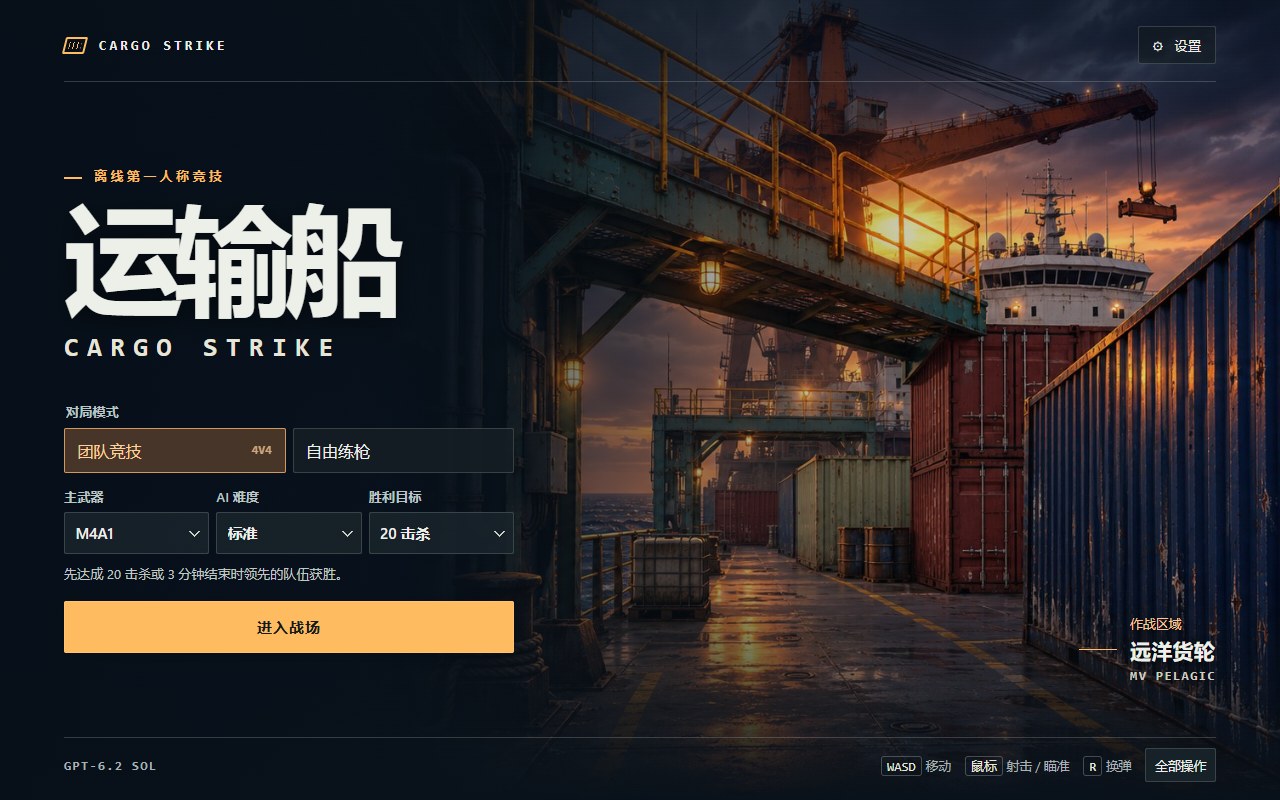 CARGO STRIKE
⚙ 设置
离线第一人称竞技
运输船
CARGO STRIKE
对局模式
团队竞技 4V4 自由练枪
主武器 AI 难度 胜利目标
M4A1 标准 20 击杀
先达成 20 击杀或 3 分钟结束时领先的队伍获胜。
进入战场
作战区域
远洋货轮
MV PELAGIC
GPT-6.2 SOL
WASD 移动 鼠标 射击 / 瞄准 R 换弹 全部操作